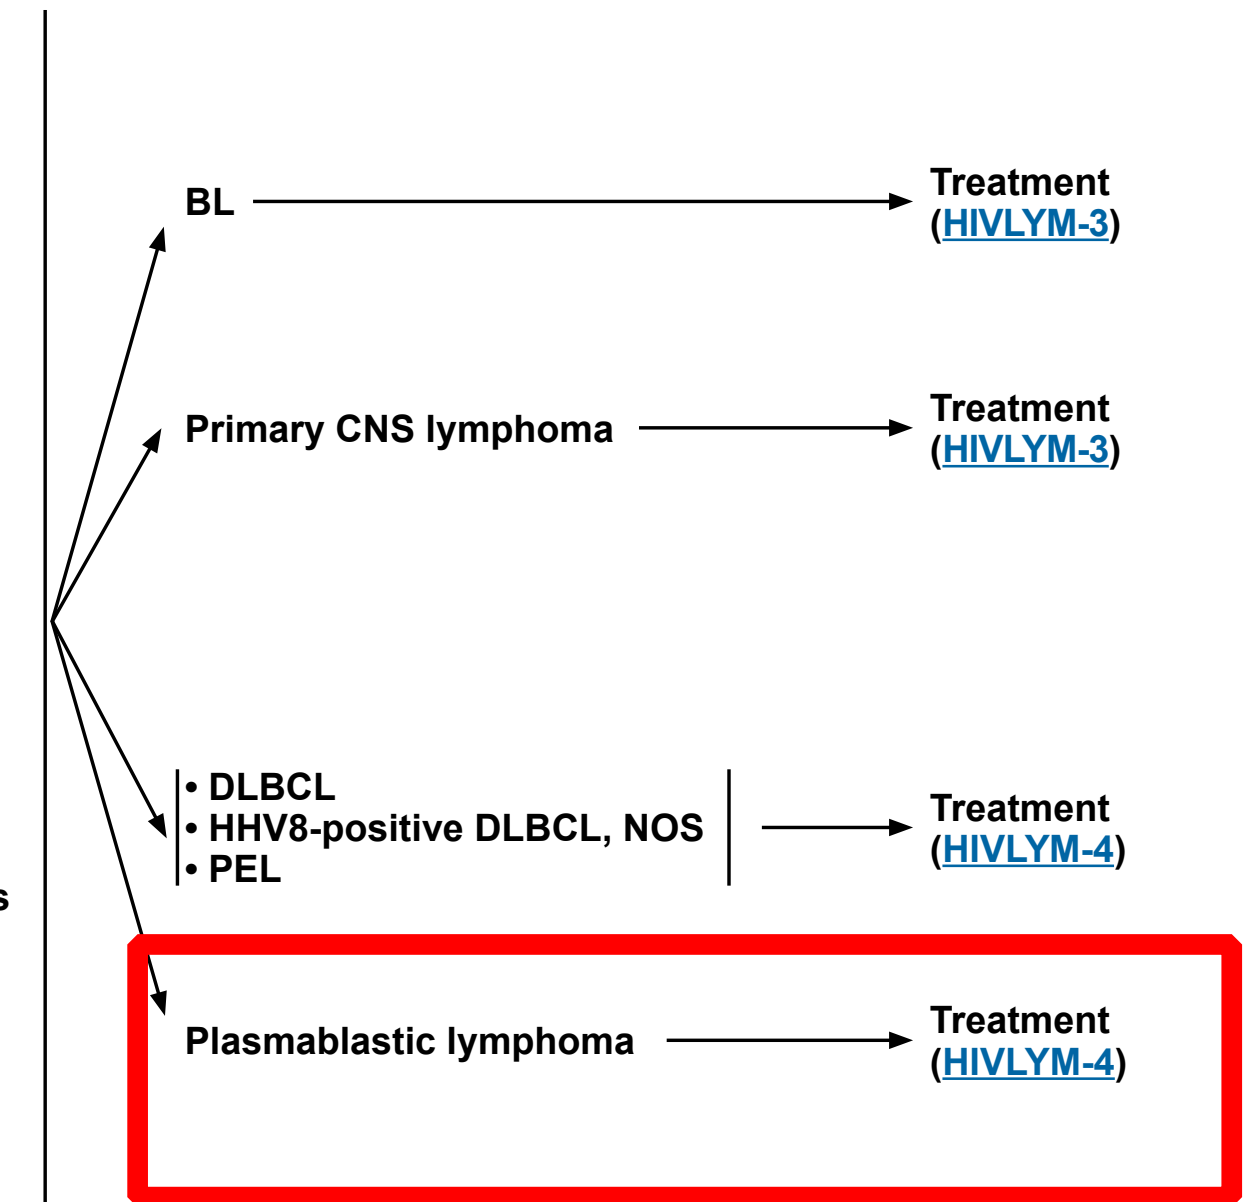 BL
Treatment
(HIVLYM-3)
Primary CNS lymphoma
Treatment
(HIVLYM-3)
• DLBCL
• HHV8-positive DLBCL, NOS
• PEL
Treatment
(HIVLYM-4)
s
Plasmablastic lymphoma
Treatment
(HIVLYM-4)